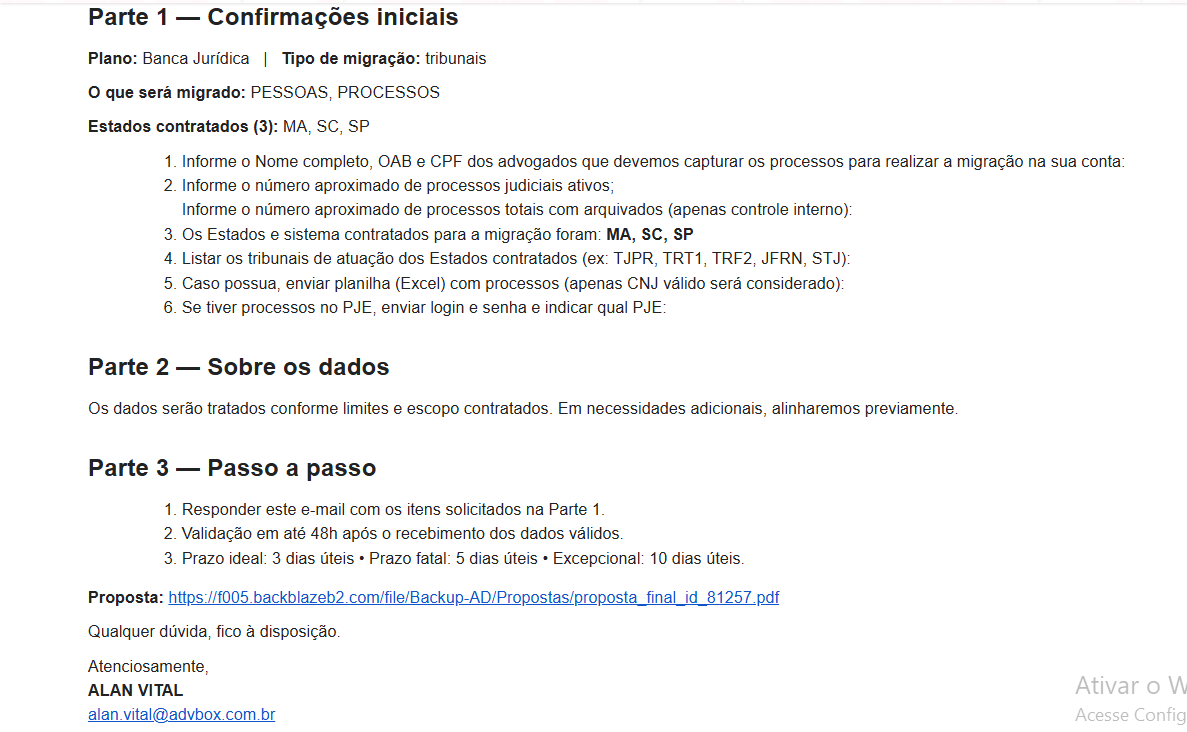 Parte 1 — Confirmações iniciais
Plano: Banca Jurídica | Tipo de migração: tribunais
O que será migrado: PESSOAS, PROCESSOS
Estados contratados (3): MA, SC, SP
1. Informe o Nome completo, OAB e CPF dos advogados que devemos capturar os processos para realizar a migração na sua conta:
2. Informe o número aproximado de processos judiciais ativos;
Informe o número aproximado de processos totais com arquivados (apenas controle interno):
3. Os Estados e sistema contratados para a migração foram: MA, SC, SP
4. Listar os tribunais de atuação dos Estados contratados (ex: TJPR, TRT1, TRF2, JFRN, STJ):
5. Caso possua, enviar planilha (Excel) com processos (apenas CNJ válido será considerado):
6. Se tiver processos no PJE, enviar login e senha e indicar qual PJE:
Parte 2 — Sobre os dados
Os dados serão tratados conforme limites e escopo contratados. Em necessidades adicionais, alinharemos previamente.
Parte 3 — Passo a passo
1. Responder este e-mail com os itens solicitados na Parte 1.
2. Validação em até 48h após o recebimento dos dados válidos.
3. Prazo ideal: 3 dias úteis • Prazo fatal: 5 dias úteis • Excepcional: 10 dias úteis.
Proposta: https://f005.backblazeb2.com/file/Backup-AD/Propostas/proposta_final_id_81257.pdf
Qualquer dúvida, fico à disposição.
Atenciosamente,
ALAN VITAL
alan.vital@advbox.com.br
Ativar o W
Acesse Config